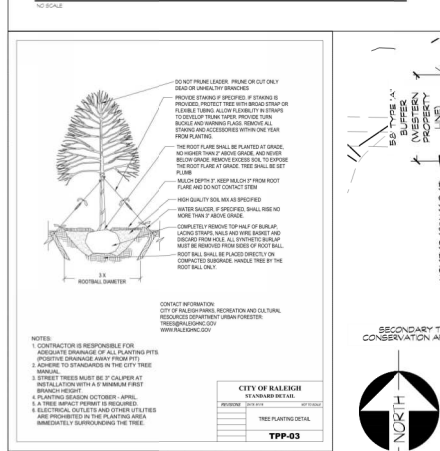 NO SCALE
DO NOT PRUNE LEADER. PRUNE OR CUT ONLY
DEAD OR UNHEALTHY BRANCHES
PROVIDE STAKING IF SPECIFIED. IF STAKING IS
PROVIDED, PROTECT TREE WITH BROAD STRAP OR
FLEXIBLE TUBING. ALLOW FLEXIBILITY IN STRAPS
TO DEVELOP TRUNK TAPER. PROVIDE TURN
BUCKLE AND WARNING FLAGS. REMOVE ALL
STAKING AND ACCESSORIES WITHIN ONE YEAR
FROM PLANTING.
THE ROOT FLARE SHALL BE PLANTED AT GRADE,
NO HIGHER THAN 2" ABOVE GRADE, AND NEVER
BELOW GRADE. REMOVE EXCESS SOIL TO EXPOSE
THE ROOT FLARE AT GRADE. TREE SHALL BE SET
PLUMB
MULCH DEPTH 3". KEEP MULCH 3" FROM ROOT
FLARE AND DO NOT CONTACT STEM
HIGH QUALITY SOIL MIX AS SPECIFIED
WATER SAUCER, IF SPECIFIED, SHALL RISE NO
MORE THAN 3" ABOVE GRADE.
COMPLETELY REMOVE TOP HALF OF BURLAP,
LACING STRAPS, NAILS AND WIRE BASKET AND
DISCARD FROM HOLE. ALL SYNTHETIC BURLAP
MUST BE REMOVED FROM SIDES OF ROOT BALL.
ROOT BALL SHALL BE PLACED DIRECTLY ON
COMPACTED SUBGRADE. HANDLE TREE BY THE
ROOT BALL ONLY.
3 X
ROOTBALL DIAMETER
CONTACT INFORMATION:
CITY OF RALEIGH PARKS, RECREATION AND CULTURAL
RESOURCES DEPARTMENT URBAN FORESTER:
TREES@RALEIGHNC.GOV
WWW.RALEIGHNC.GOV
NOTES:
1. CONTRACTOR IS RESPONSIBLE FOR
ADEQUATE DRAINAGE OF ALL PLANTING PITS
(POSITIVE DRAINAGE AWAY FROM PIT)
2. ADHERE TO STANDARDS IN THE CITY TREE
MANUAL.
3. STREET TREES MUST BE 3" CALIPER AT
INSTALLATION WITH A 5' MINIMUM FIRST
BRANCH HEIGHT
4. PLANTING SEASON OCTOBER - APRIL.
5. A TREE IMPACT PERMIT IS REQUIRED.
6. ELECTRICAL OUTLETS AND OTHER UTILITIES
ARE PROHIBITED IN THE PLANTING AREA
IMMEDIATELY SURROUNDING THE TREE.
CITY OF RALEIGH
STANDARD DETAIL
REVISIONS
NOT TO SCALE
TREE PLANTING DETAIL
TPP-03
TYPE 'A'
BUFFER
(WESTERN
PROPERTY
LINE)
SECONDARY T
CONSERVATION AR
NORTH